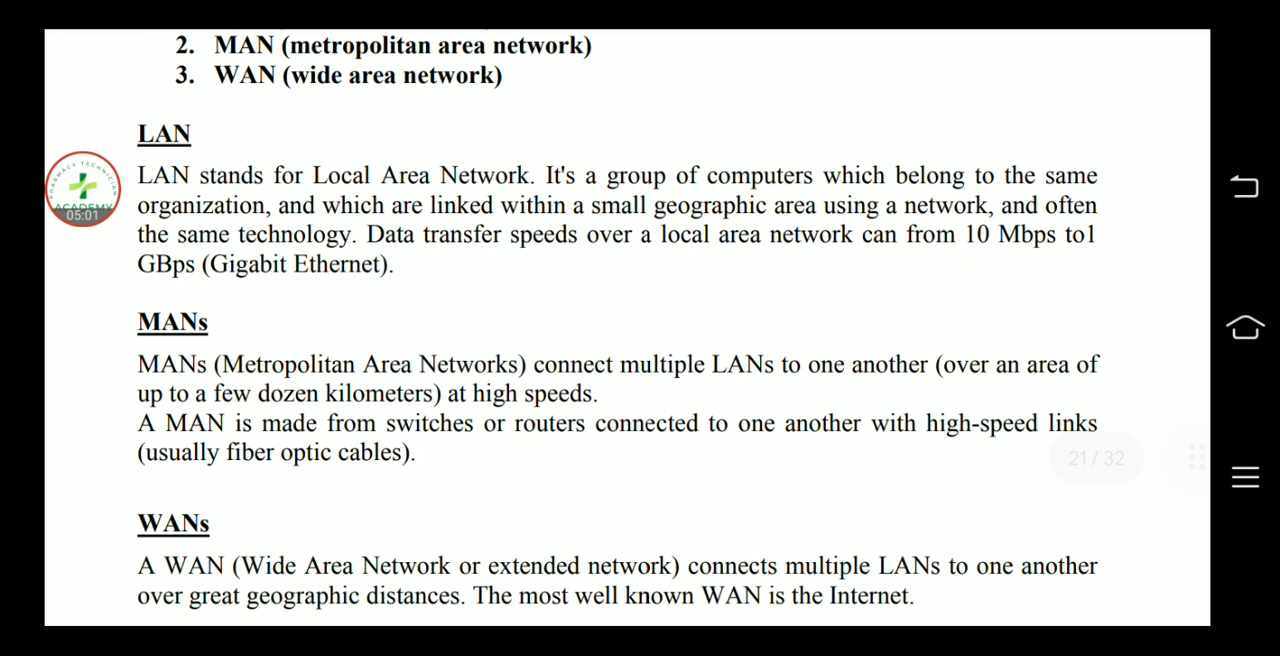 2. MAN (metropolitan area network)
3. WAN (wide area network)
LAN
LAN stands for Local Area Network. It's a group of computers which belong to the same
organization, and which are linked within a small geographic area using a network, and often
the same technology. Data transfer speeds over a local area network can from 10 Mbps to1
GBps (Gigabit Ethernet).
MANs
MANs (Metropolitan Area Networks) connect multiple LANs to one another (over an area of
up to a few dozen kilometers) at high speeds.
A MAN is made from switches or routers connected to one another with high-speed links
(usually fiber optic cables).
WANs
A WAN (Wide Area Network or extended network) connects multiple LANs to one another
over great geographic distances. The most well known WAN is the Internet.
PHARMACY TECHNICIAN
ACADEMY
05:01
21 / 32